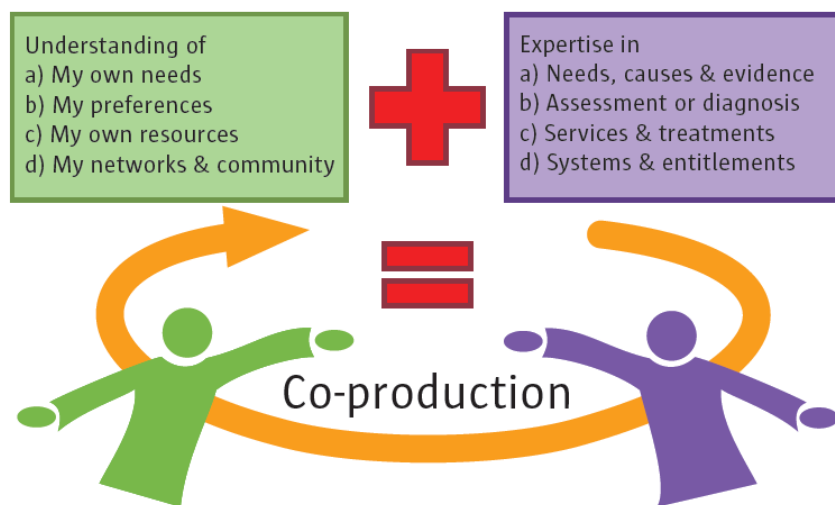 Understanding of
a) My own needs
b) My preferences
c) My own resources
d) My networks & community
Expertise in
a) Needs, causes & evidence
b) Assessment or diagnosis
c) Services & treatments
d) Systems & entitlements
Co-production